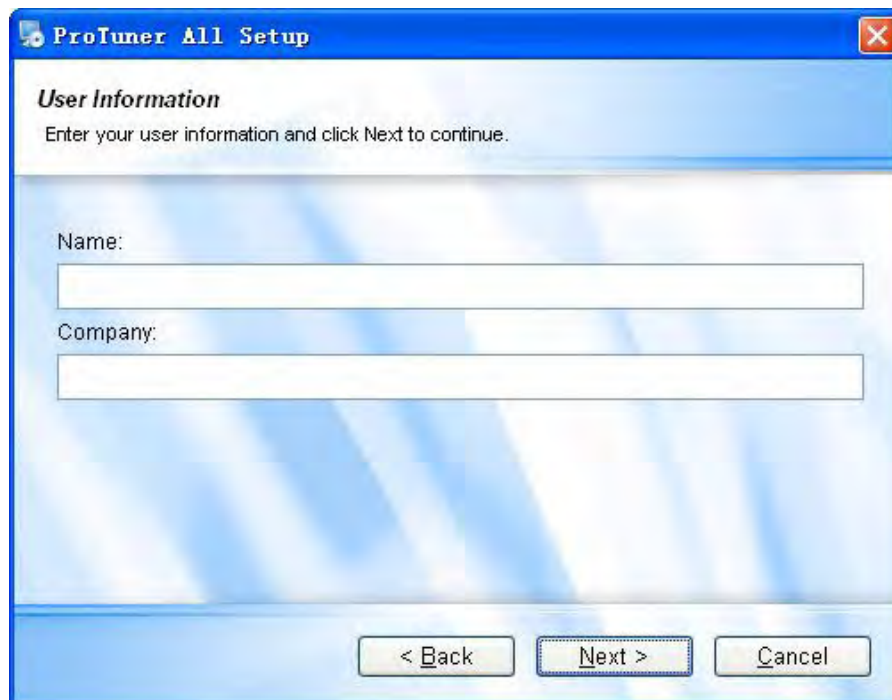 ProTuner All Setup
User Information
Enter your user information and click Next to continue.
Name:
Company:
< Back
Next >
Cancel